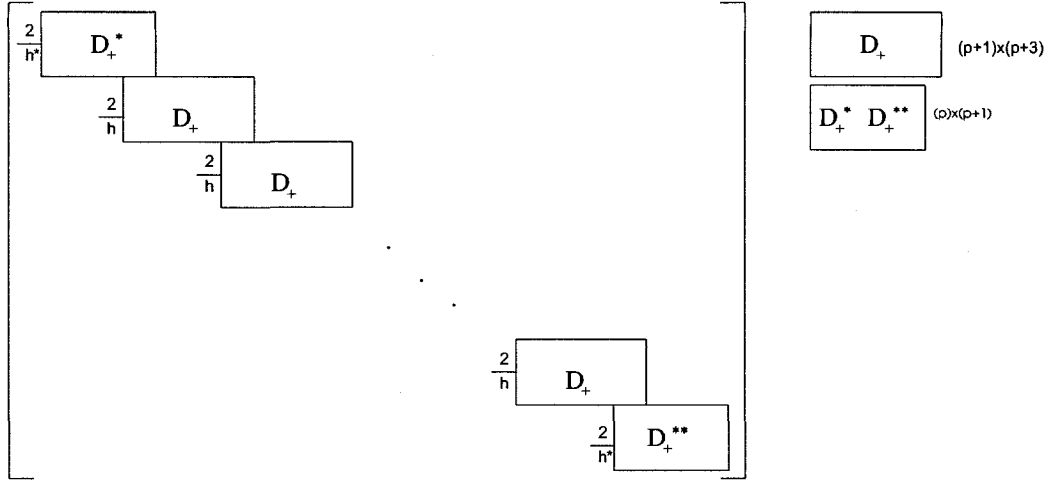 2/h* D₊*
2/h D₊
2/h D₊
2/h D₊
2/h* D₊**
D₊ (p+1)x(p+3)
D₊* D₊** (p)x(p+1)